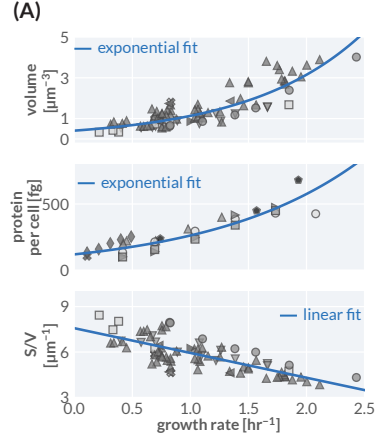 (A)
volume
[μm⁻³]
5
3
1
0
exponential fit
protein
per cell [fg]
500
0
exponential fit
S/V
[μm⁻¹]
9
6
3
linear fit
0.0 0.5 1.0 1.5 2.0 2.5
growth rate [hr⁻¹]